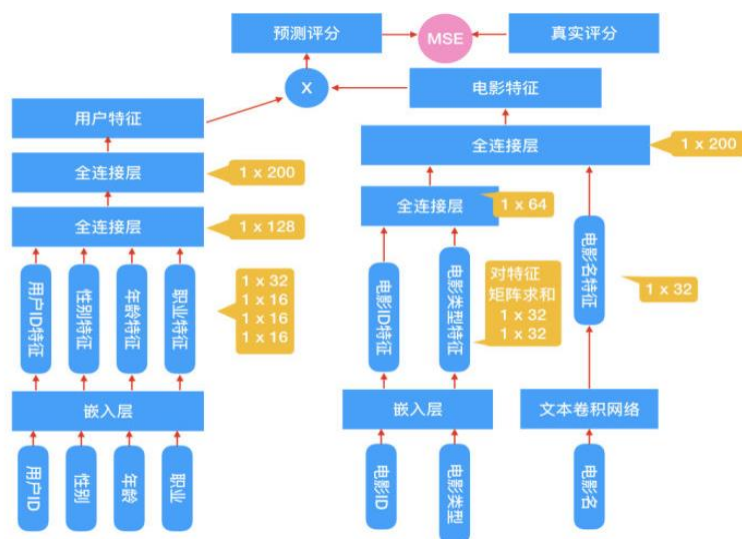 预测评分
MSE
真实评分
X
电影特征
用户特征
全连接层
1 x 200
全连接层
1 x 200
全连接层
1 x 64
全连接层
1 x 128
用户ID特征
性别特征
年龄特征
职业特征
1 x 32
1 x 16
1 x 16
1 x 16
电影ID特征
电影类型特征
对特征
矩阵求和
1 x 32
1 x 32
电影名特征
1 x 32
嵌入层
嵌入层
文本卷积网络
用户ID
性别
年龄
职业
电影ID
电影类型
电影名